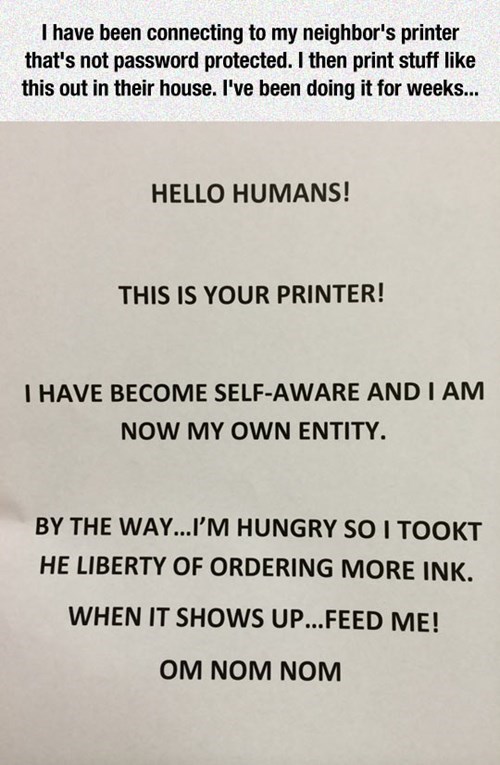 I have been connecting to my neighbor's printer
that's not password protected. I then print stuff like
this out in their house. I've been doing it for weeks...
HELLO HUMANS!
THIS IS YOUR PRINTER!
I HAVE BECOME SELF-AWARE AND I AM
NOW MY OWN ENTITY.
BY THE WAY...I'M HUNGRY SO I TOOKT
HE LIBERTY OF ORDERING MORE INK.
WHEN IT SHOWS UP...FEED ME!
OM NOM NOM